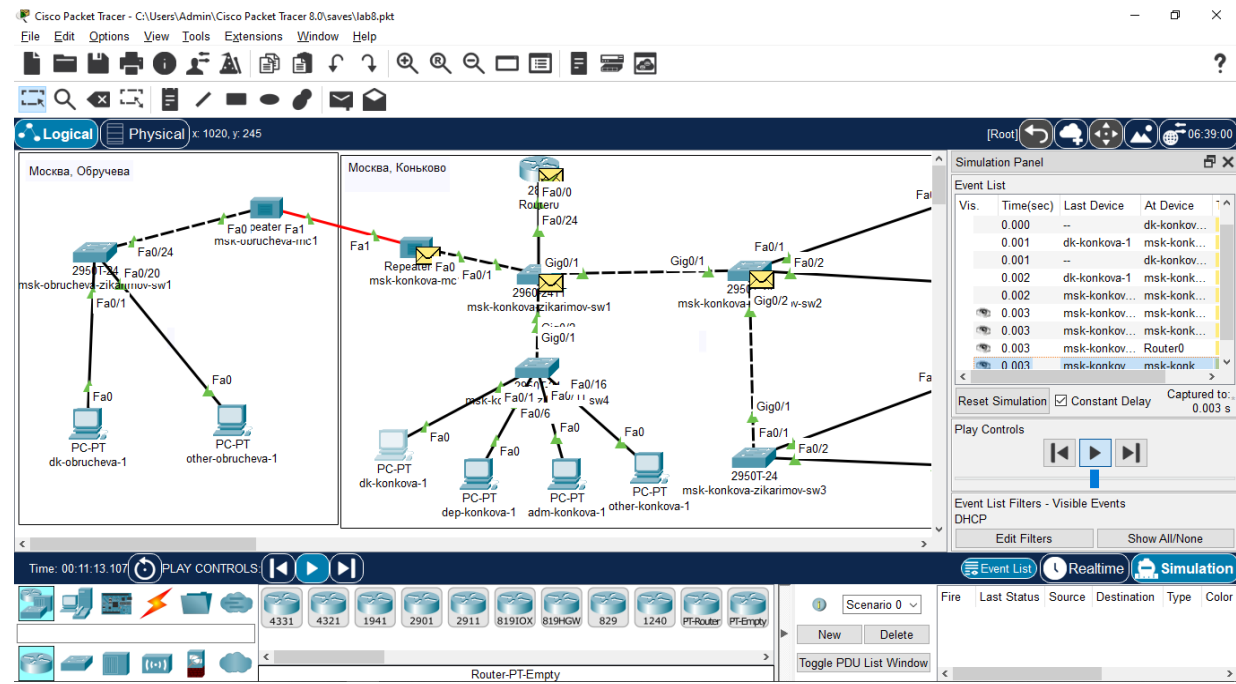 Cisco Packet Tracer - C:\Users\Admin\Cisco Packet Tracer 8.0\saves\lab8.pkt
File Edit Options View Tools Extensions Window Help
?
Logical Physical x: 1020, y: 245
[Root] 06:39:00
Москва, Обручева
Москва, Коньково
Fa0/0
Fa0/24
Fa0 Fa1
msk-obrucheva-mc1
Fa0/24
Fa0/20
msk-obrucheva-zikarimov-sw1
Fa0/1
Fa0
Fa0
PC-PT
dk-obrucheva-1
PC-PT
other-obrucheva-1
Fa1
Repeater Fa0
msk-konkova-mc
Fa0/1
Gig0/1
msk-konkova-zikarimov-sw1
Gig0/1
Gig0/1
Fa0/1
Fa0/2
Gig0/2
msk-konkova v-sw2
Fa0/16
Fa0/1
sw4
Fa0/6
Fa0
Fa0
Fa0
Fa0
PC-PT
dk-konkova-1
PC-PT
dep-konkova-1
PC-PT
adm-konkova-1
PC-PT
other-konkova-1
Gig0/1
Fa0/1
Fa0/2
2950T-24
msk-konkova-zikarimov-sw3
Simulation Panel
Event List
Vis. Time(sec) Last Device At Device
0.000 -- dk-konkov...
0.001 dk-konkova-1 msk-konk...
0.001 -- dk-konkov...
0.002 dk-konkova-1 msk-konk...
0.002 msk-konkov... msk-konk...
0.003 msk-konkov... msk-konk...
0.003 msk-konkov... msk-konk...
0.003 msk-konkov... Router0
0.003 msk-konkov msk-konk
Reset Simulation Constant Delay Captured to:
0.003 s
Play Controls
Event List Filters - Visible Events
DHCP
Edit Filters Show All/None
Time: 00:11:13.107 PLAY CONTROLS:
Event List Realtime Simulation
4331 4321 1941 2901 2911 819IOX 819HGW 829 1240 PT-Router PT-Empty
Router-PT-Empty
Scenario 0
New Delete
Toggle PDU List Window
Fire Last Status Source Destination Type Color